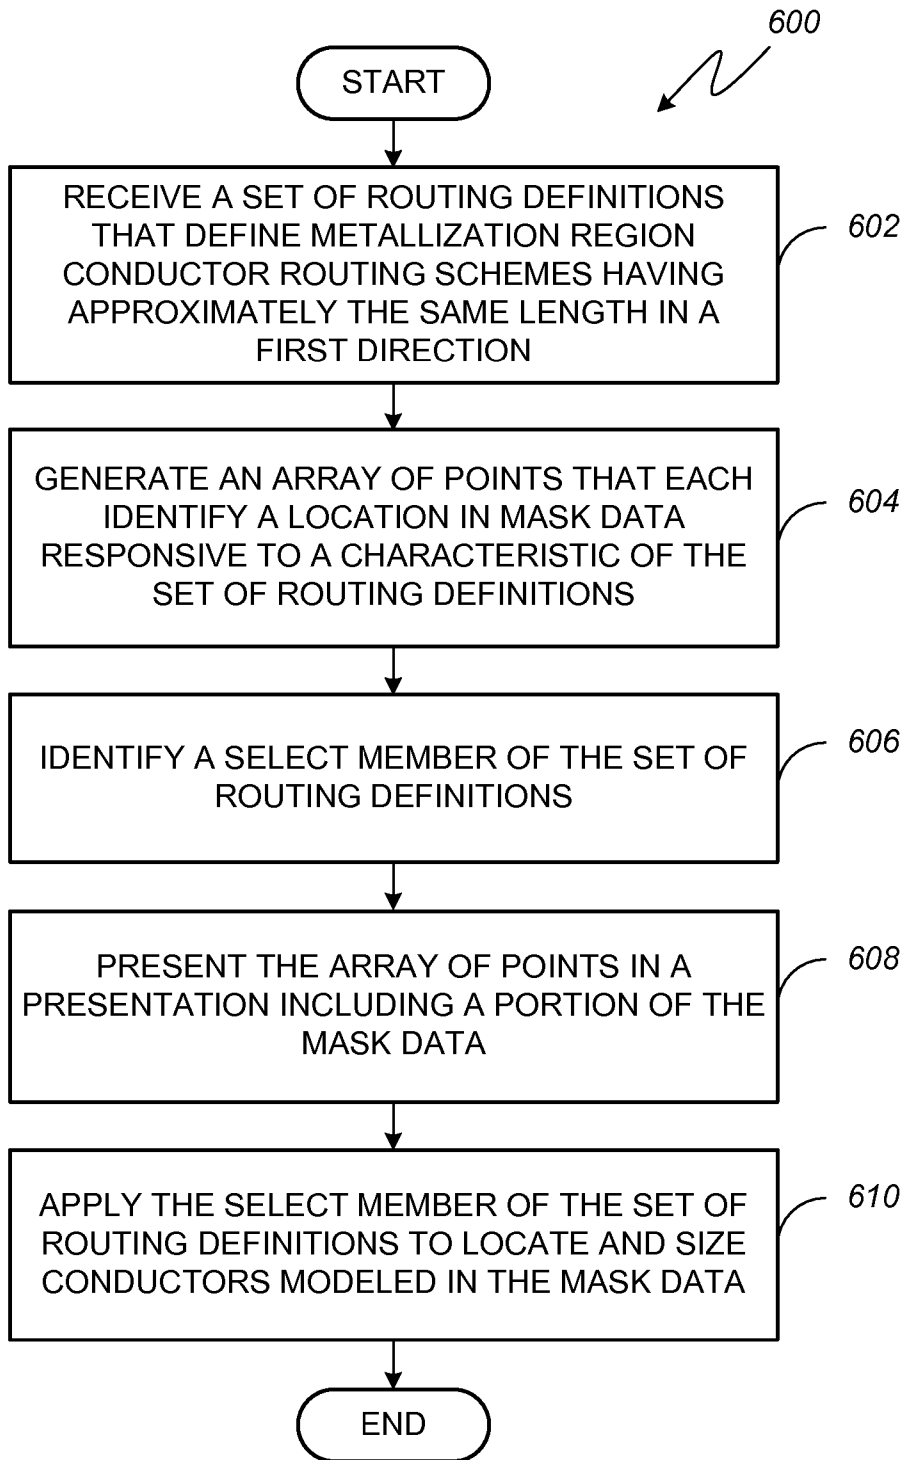 600
START
RECEIVE A SET OF ROUTING DEFINITIONS
THAT DEFINE METALLIZATION REGION
CONDUCTOR ROUTING SCHEMES HAVING
APPROXIMATELY THE SAME LENGTH IN A
FIRST DIRECTION
602
GENERATE AN ARRAY OF POINTS THAT EACH
IDENTIFY A LOCATION IN MASK DATA
RESPONSIVE TO A CHARACTERISTIC OF THE
SET OF ROUTING DEFINITIONS
604
IDENTIFY A SELECT MEMBER OF THE SET OF
ROUTING DEFINITIONS
606
PRESENT THE ARRAY OF POINTS IN A
PRESENTATION INCLUDING A PORTION OF THE
MASK DATA
608
APPLY THE SELECT MEMBER OF THE SET OF
ROUTING DEFINITIONS TO LOCATE AND SIZE
CONDUCTORS MODELED IN THE MASK DATA
610
END